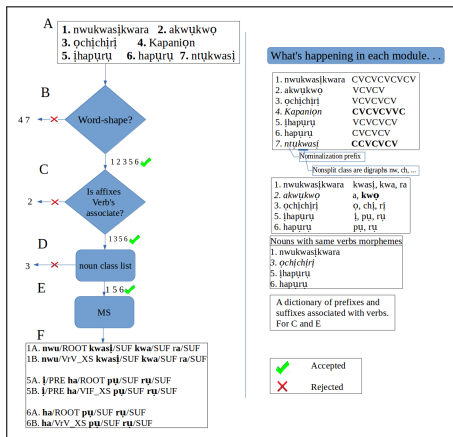 A
1. nwukwasịkwara 2. akwụkwọ
3. ọchịchịrị 4. Kapaniọn
5. ịhapụrụ 6. hapụrụ 7. ntụkwasị
B
Word-shape?
4 7
1 2 3 5 6
C
Is affixes
Verb's
associate?
2
1 3 5 6
D
noun class list
3
1 5 6
E
MS
F
1A. nwu/ROOT kwasị/SUF kwa/SUF ra/SUF
1B. nwu/VrV_XS kwasị/SUF kwa/SUF ra/SUF
5A. ị/PRE ha/ROOT pụ/SUF rụ/SUF
5B. ị/PRE ha/VIF_XS pụ/SUF rụ/SUF
6A. ha/ROOT pụ/SUF rụ/SUF
6B. ha/VrV_XS pụ/SUF rụ/SUF
What's happening in each module. . .
1. nwukwasịkwara CVCVCVCVCV
2. akwụkwọ VCVCV
3. ọchịchịrị VCVCVCV
4. Kapaniọn CVCVCVVC
5. ịhapụrụ VCVCVCV
6. hapụrụ CVCVCV
7. ntụkwasị CCVCVCV
Nominalization prefix
Nonsplit class are digraphs nw, ch, ...
1. nwukwasịkwara kwasị, kwa, ra
2. akwụkwọ a, kwọ
3. ọchịchịrị ọ, chị, rị
5. ịhapụrụ ị, pụ, rụ
6. hapụrụ pụ, rụ
Nouns with same verbs morphemes
1. nwukwasịkwara
3. ọchịchịrị
5. ịhapụrụ
6. hapụrụ
A dictionary of prefixes and
suffixes associated with verbs.
For C and E
Accepted
Rejected